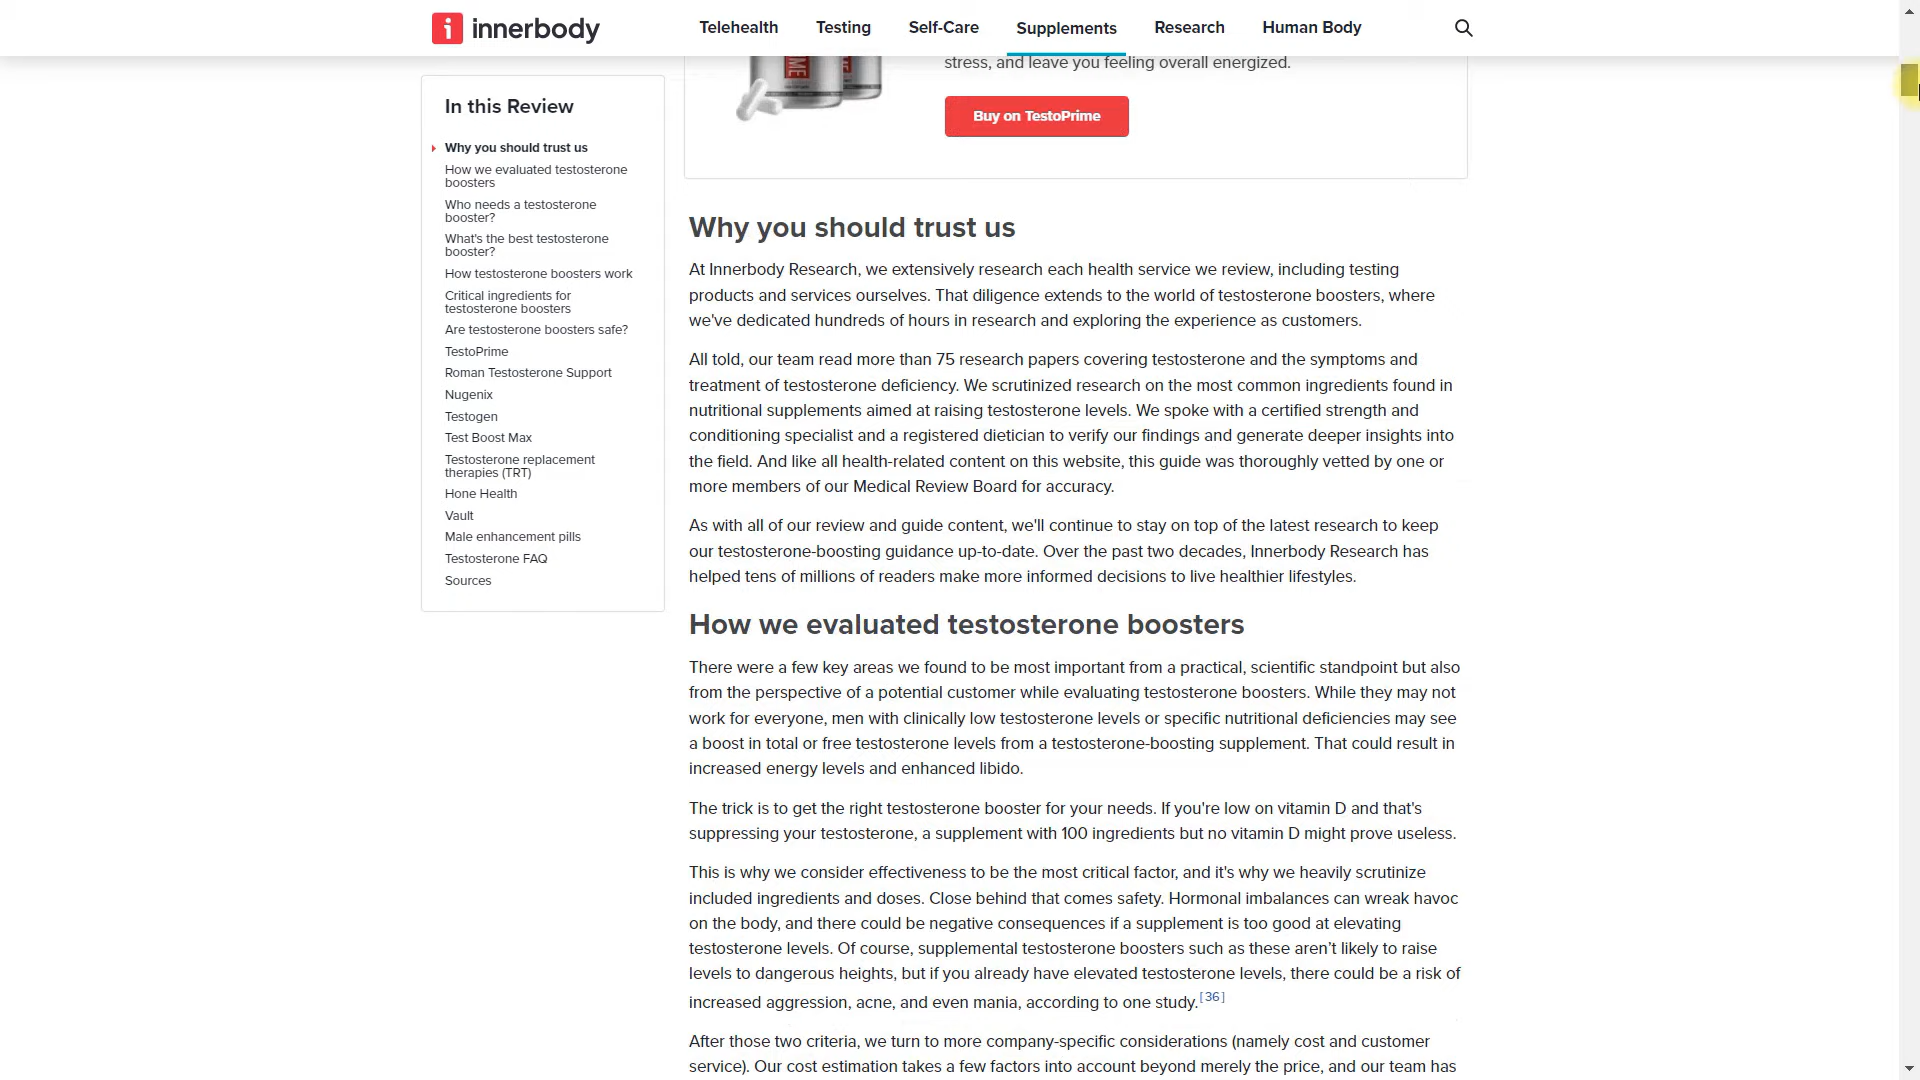 innerbody
Telehealth
Testing
Self-Care
Supplements
Research
Human Body
stress, and leave you feeling overall energized.
Buy on TestoPrime
In this Review
Why you should trust us
How we evaluated testosterone
boosters
Who needs a testosterone
booster?
What's the best testosterone
booster?
How testosterone boosters work
Critical ingredients for
testosterone boosters
Are testosterone boosters safe?
TestoPrime
Roman Testosterone Support
Nugenix
Testogen
Test Boost Max
Testosterone replacement
therapies (TRT)
Hone Health
Vault
Male enhancement pills
Testosterone FAQ
Sources
Why you should trust us
At Innerbody Research, we extensively research each health service we review, including testing
products and services ourselves. That diligence extends to the world of testosterone boosters, where
we've dedicated hundreds of hours in research and exploring the experience as customers.
All told, our team read more than 75 research papers covering testosterone and the symptoms and
treatment of testosterone deficiency. We scrutinized research on the most common ingredients found in
nutritional supplements aimed at raising testosterone levels. We spoke with a certified strength and
conditioning specialist and a registered dietician to verify our findings and generate deeper insights into
the field. And like all health-related content on this website, this guide was thoroughly vetted by one or
more members of our Medical Review Board for accuracy.
As with all of our review and guide content, we'll continue to stay on top of the latest research to keep
our testosterone-boosting guidance up-to-date. Over the past two decades, Innerbody Research has
helped tens of millions of readers make more informed decisions to live healthier lifestyles.
How we evaluated testosterone boosters
There were a few key areas we found to be most important from a practical, scientific standpoint but also
from the perspective of a potential customer while evaluating testosterone boosters. While they may not
work for everyone, men with clinically low testosterone levels or specific nutritional deficiencies may see
a boost in total or free testosterone levels from a testosterone-boosting supplement. That could result in
increased energy levels and enhanced libido.
The trick is to get the right testosterone booster for your needs. If you're low on vitamin D and that's
suppressing your testosterone, a supplement with 100 ingredients but no vitamin D might prove useless.
This is why we consider effectiveness to be the most critical factor, and it's why we heavily scrutinize
included ingredients and doses. Close behind that comes safety. Hormonal imbalances can wreak havoc
on the body, and there could be negative consequences if a supplement is too good at elevating
testosterone levels. Of course, supplemental testosterone boosters such as these aren't likely to raise
levels to dangerous heights, but if you already have elevated testosterone levels, there could be a risk of
increased aggression, acne, and even mania, according to one study. [36]
After those two criteria, we turn to more company-specific considerations (namely cost and customer
service). Our cost estimation takes a few factors into account beyond merely the price, and our team has